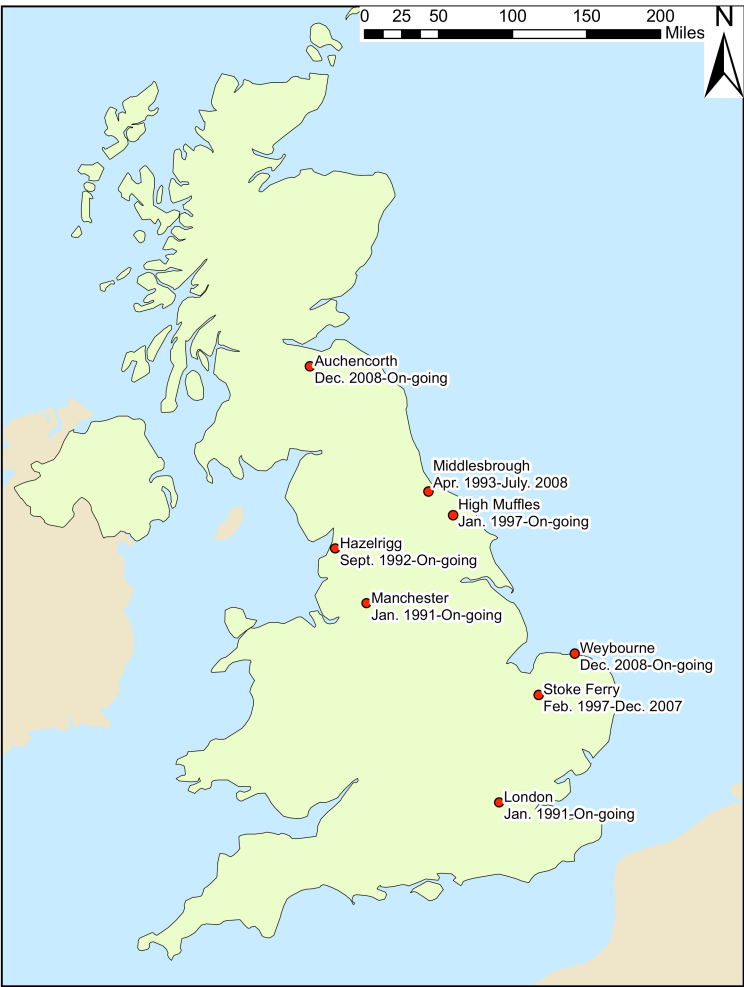 0 25 50 100 150 200
Miles
N
Auchencorth
Dec. 2008-On-going
Middlesbrough
Apr. 1993-July. 2008
High Muffles
Jan. 1997-On-going
Hazelrigg
Sept. 1992-On-going
Manchester
Jan. 1991-On-going
Weybourne
Dec. 2008-On-going
Stoke Ferry
Feb. 1997-Dec. 2007
London
Jan. 1991-On-going